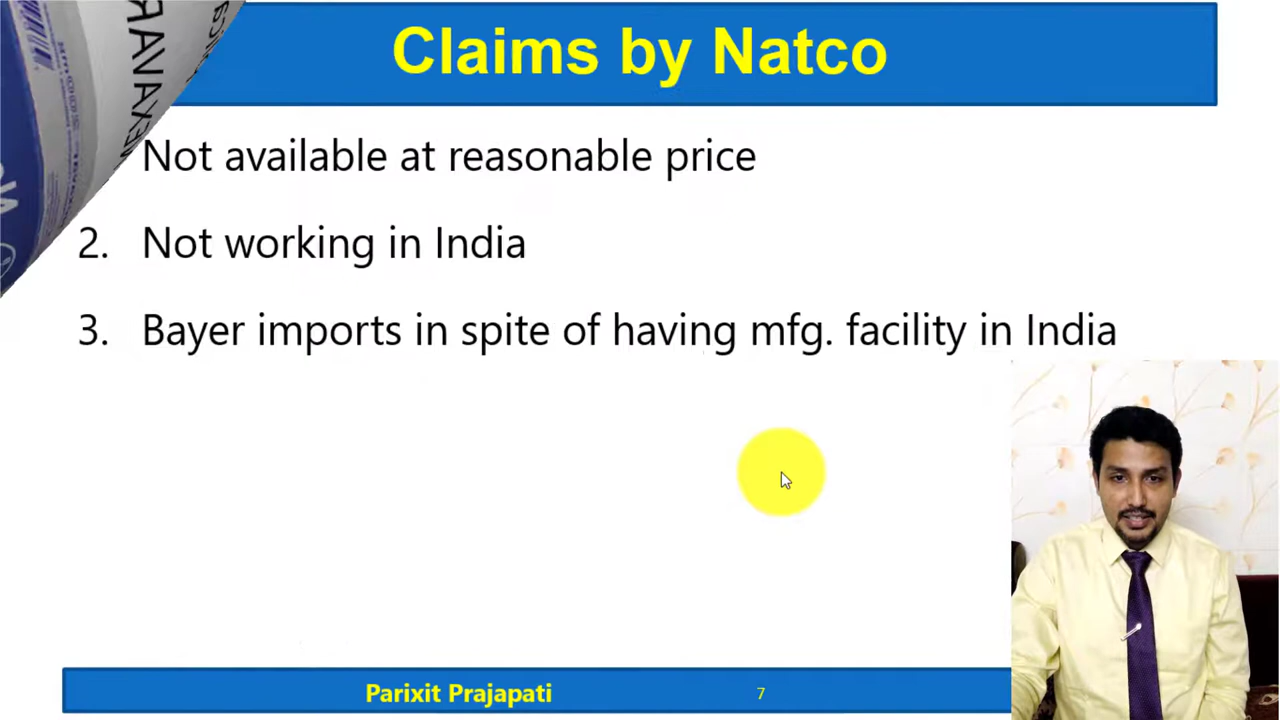 Claims by Natco
Not available at reasonable price
2. Not working in India
3. Bayer imports in spite of having mfg. facility in India
Parixit Prajapati 7